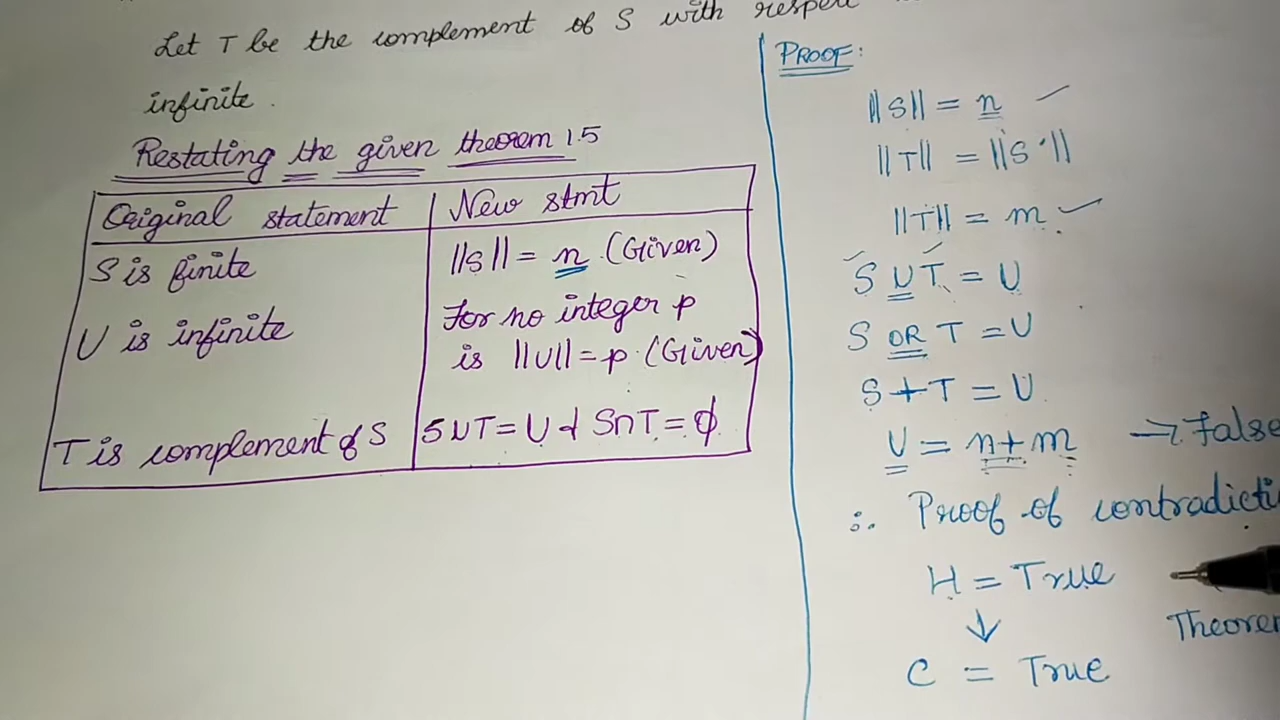 Let T be the complement of S with respe
infinite.
Restating the given theorem 1.5
Original statement | New stmt
S is finite | ||S|| = n (Given)
U is infinite | For no integer p
is ||U|| = p. (Given)
T is complement of S | SUT = U & S∩T = φ
PROOF:
||S|| = n ✓
||T|| = ||S'||
||T|| = m ✓
S U T = U
S OR T = U
S + T = U
U = n + m → False
∴ Proof of contradicti
H = True
↓
Theorem
C = True